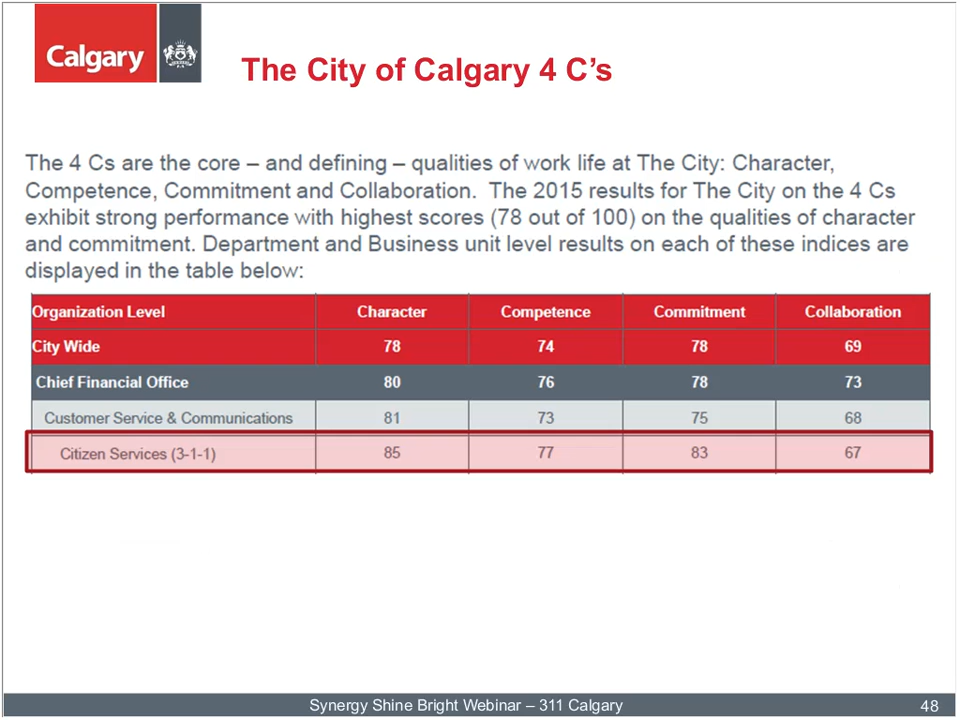 Calgary
The City of Calgary 4 C’s
The 4 Cs are the core – and defining – qualities of work life at The City: Character,
Competence, Commitment and Collaboration. The 2015 results for The City on the 4 Cs
exhibit strong performance with highest scores (78 out of 100) on the qualities of character
and commitment. Department and Business unit level results on each of these indices are
displayed in the table below:
Organization Level Character Competence Commitment Collaboration
City Wide 78 74 78 69
Chief Financial Office 80 76 78 73
Customer Service & Communications 81 73 75 68
Citizen Services (3-1-1) 85 77 83 67
Synergy Shine Bright Webinar – 311 Calgary 48